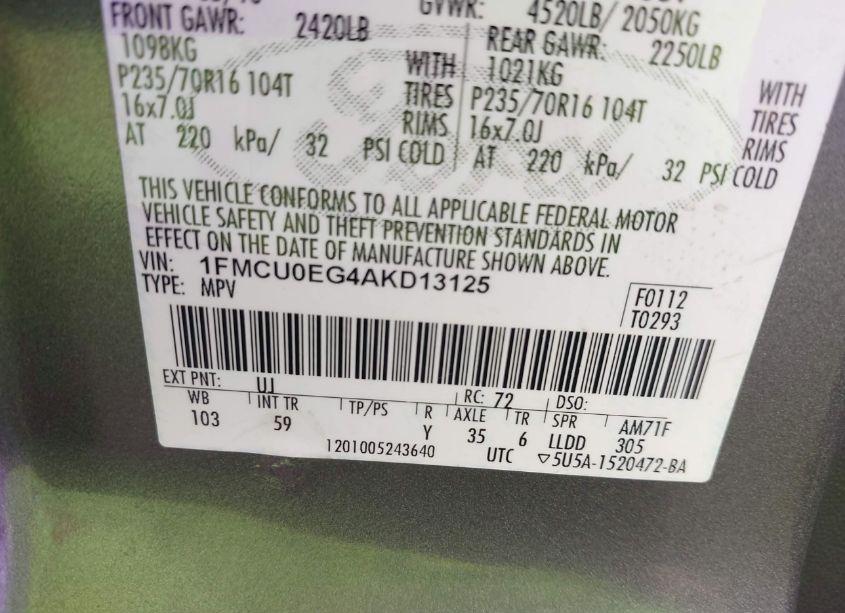 FRONT GAWR: 2420LB GVWR: 4520LB/ 2050KG
1098KG REAR GAWR: 2250LB
P235/70R16 104T WITH 1021KG
16x7.0J TIRES P235/70R16 104T WITH
RIMS 16x7.0J TIRES
AT 220 kPa/ 32 PSI COLD AT 220 kPa/ 32 PSI COLD RIMS
THIS VEHICLE CONFORMS TO ALL APPLICABLE FEDERAL MOTOR
VEHICLE SAFETY AND THEFT PREVENTION STANDARDS IN
EFFECT ON THE DATE OF MANUFACTURE SHOWN ABOVE.
VIN: 1FMCU0EG4AKD13125
TYPE: MPV
F0112
T0293
EXT PNT: UJ RC: 72 DSO:
WB INT TR TP/PS R AXLE TR SPR AM71F
103 59 Y 35 6 LLDD 305
1201005243640 UTC ▽5U5A-1520472-BA